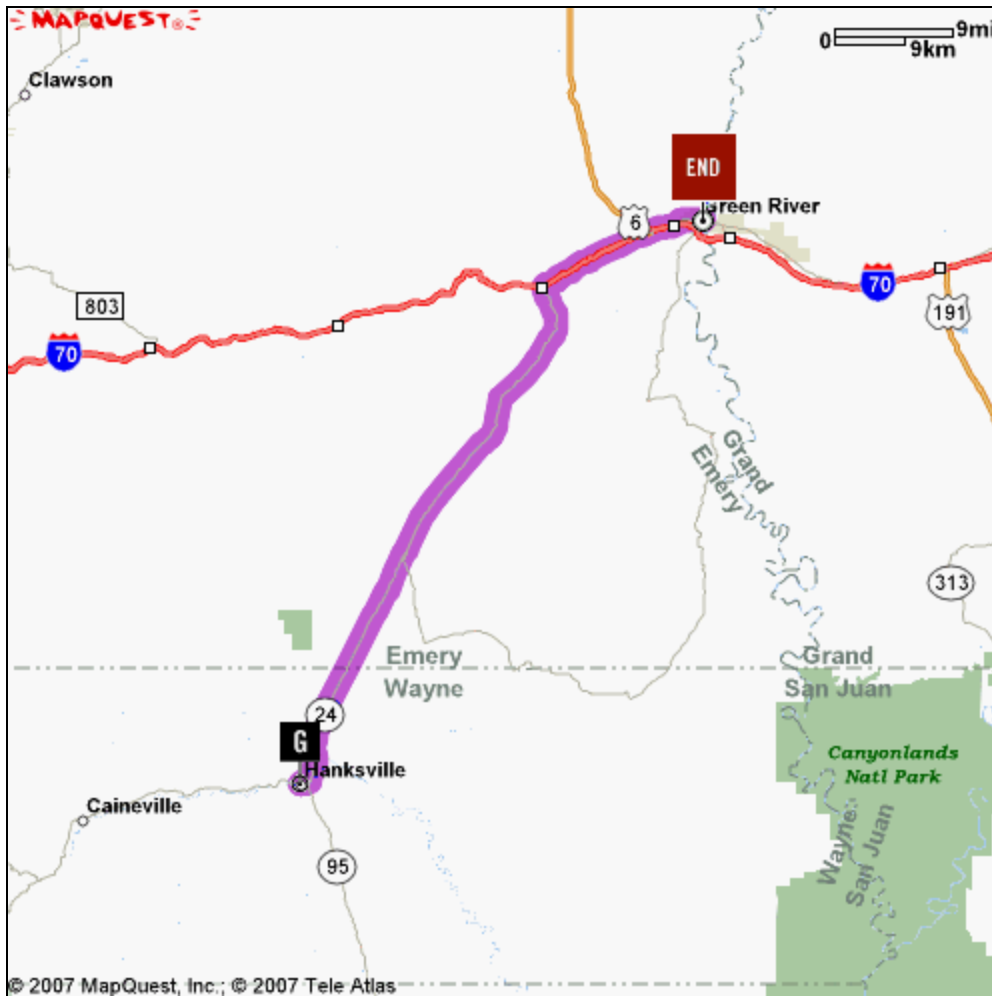 MAPQUEST®
0 9mi
9km
Clawson
END
Green River
6
803
70
70
191
Grand
Emery
313
Emery
Grand
Wayne
San Juan
24
G
Canyonlands
Natl Park
Hanksville
Caineville
Wayne
San Juan
95
© 2007 MapQuest, Inc.; © 2007 Tele Atlas